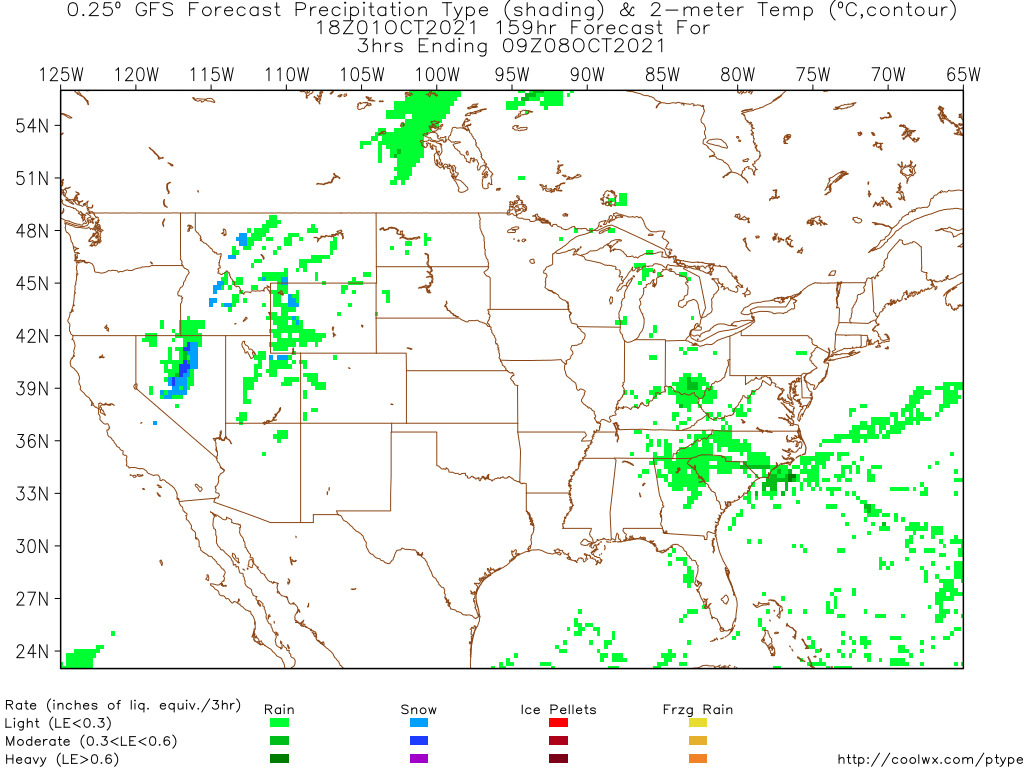 0.25° GFS Forecast Precipitation Type (shading) & 2-meter Temp (°C,contour)
18Z01OCT2021 159hr Forecast For
3hrs Ending 09Z08OCT2021
125W 120W 115W 110W 105W 100W 95W 90W 85W 80W 75W 70W 65W
54N
51N
48N
45N
42N
39N
36N
33N
30N
27N
24N
Rate (inches of liq. equiv./3hr) Rain Snow Ice Pellets Frzg Rain
Light (LE<0.3)
Moderate (0.3<LE<0.6)
Heavy (LE>0.6)
http://coolwx.com/ptype